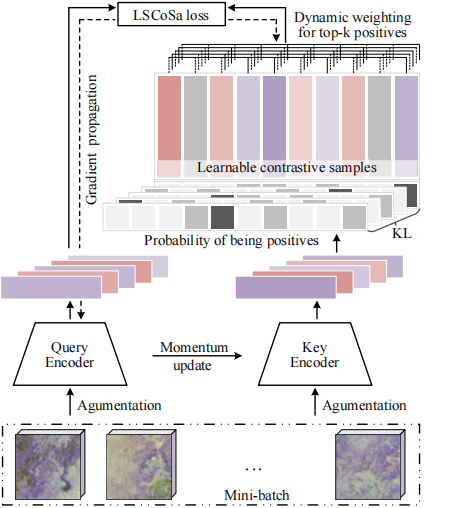 LSCoSa loss
Dynamic weighting
for top-k positives
Gradient propagation
Learnable contrastive samples
Probability of being positives
KL
Query
Encoder
Momentum
update
Key
Encoder
Agumentation
Agumentation
...
Mini-batch